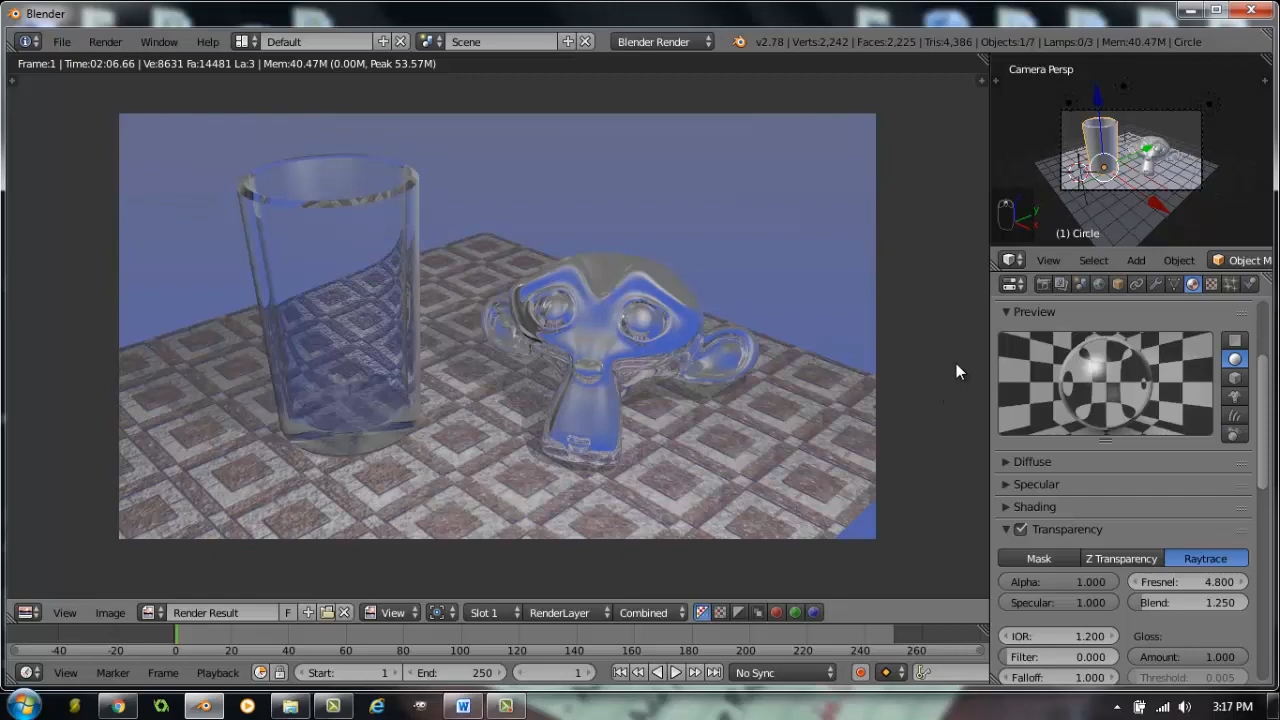 Blender
File Render Window Help Default Scene Blender Render v2.78 | Verts:2,242 | Faces:2,225 | Tris:4,386 | Objects:1/7 | Lamps:0/3 | Mem:40.47M | Circle
Frame:1 | Time:02:06.66 | Ve:8631 Fa:14481 La:3 | Mem:40.47M (0.00M, Peak 53.57M)
Camera Persp
(1) Circle
View Select Add Object Object M
Preview
Diffuse
Specular
Shading
Transparency
Mask Z Transparency Raytrace
Alpha: 1.000 Fresnel: 4.800
Specular: 1.000 Blend: 1.250
IOR: 1.200 Gloss:
Filter: 0.000 Amount: 1.000
Falloff: 1.000 Threshold: 0.005
View Image Render Result F View Slot 1 RenderLayer Combined
-40 -20 0 20 40 60 80 100 120 140 160 180 200 220 240 260
View Marker Frame Playback Start: 1 End: 250 1 No Sync
3:17 PM